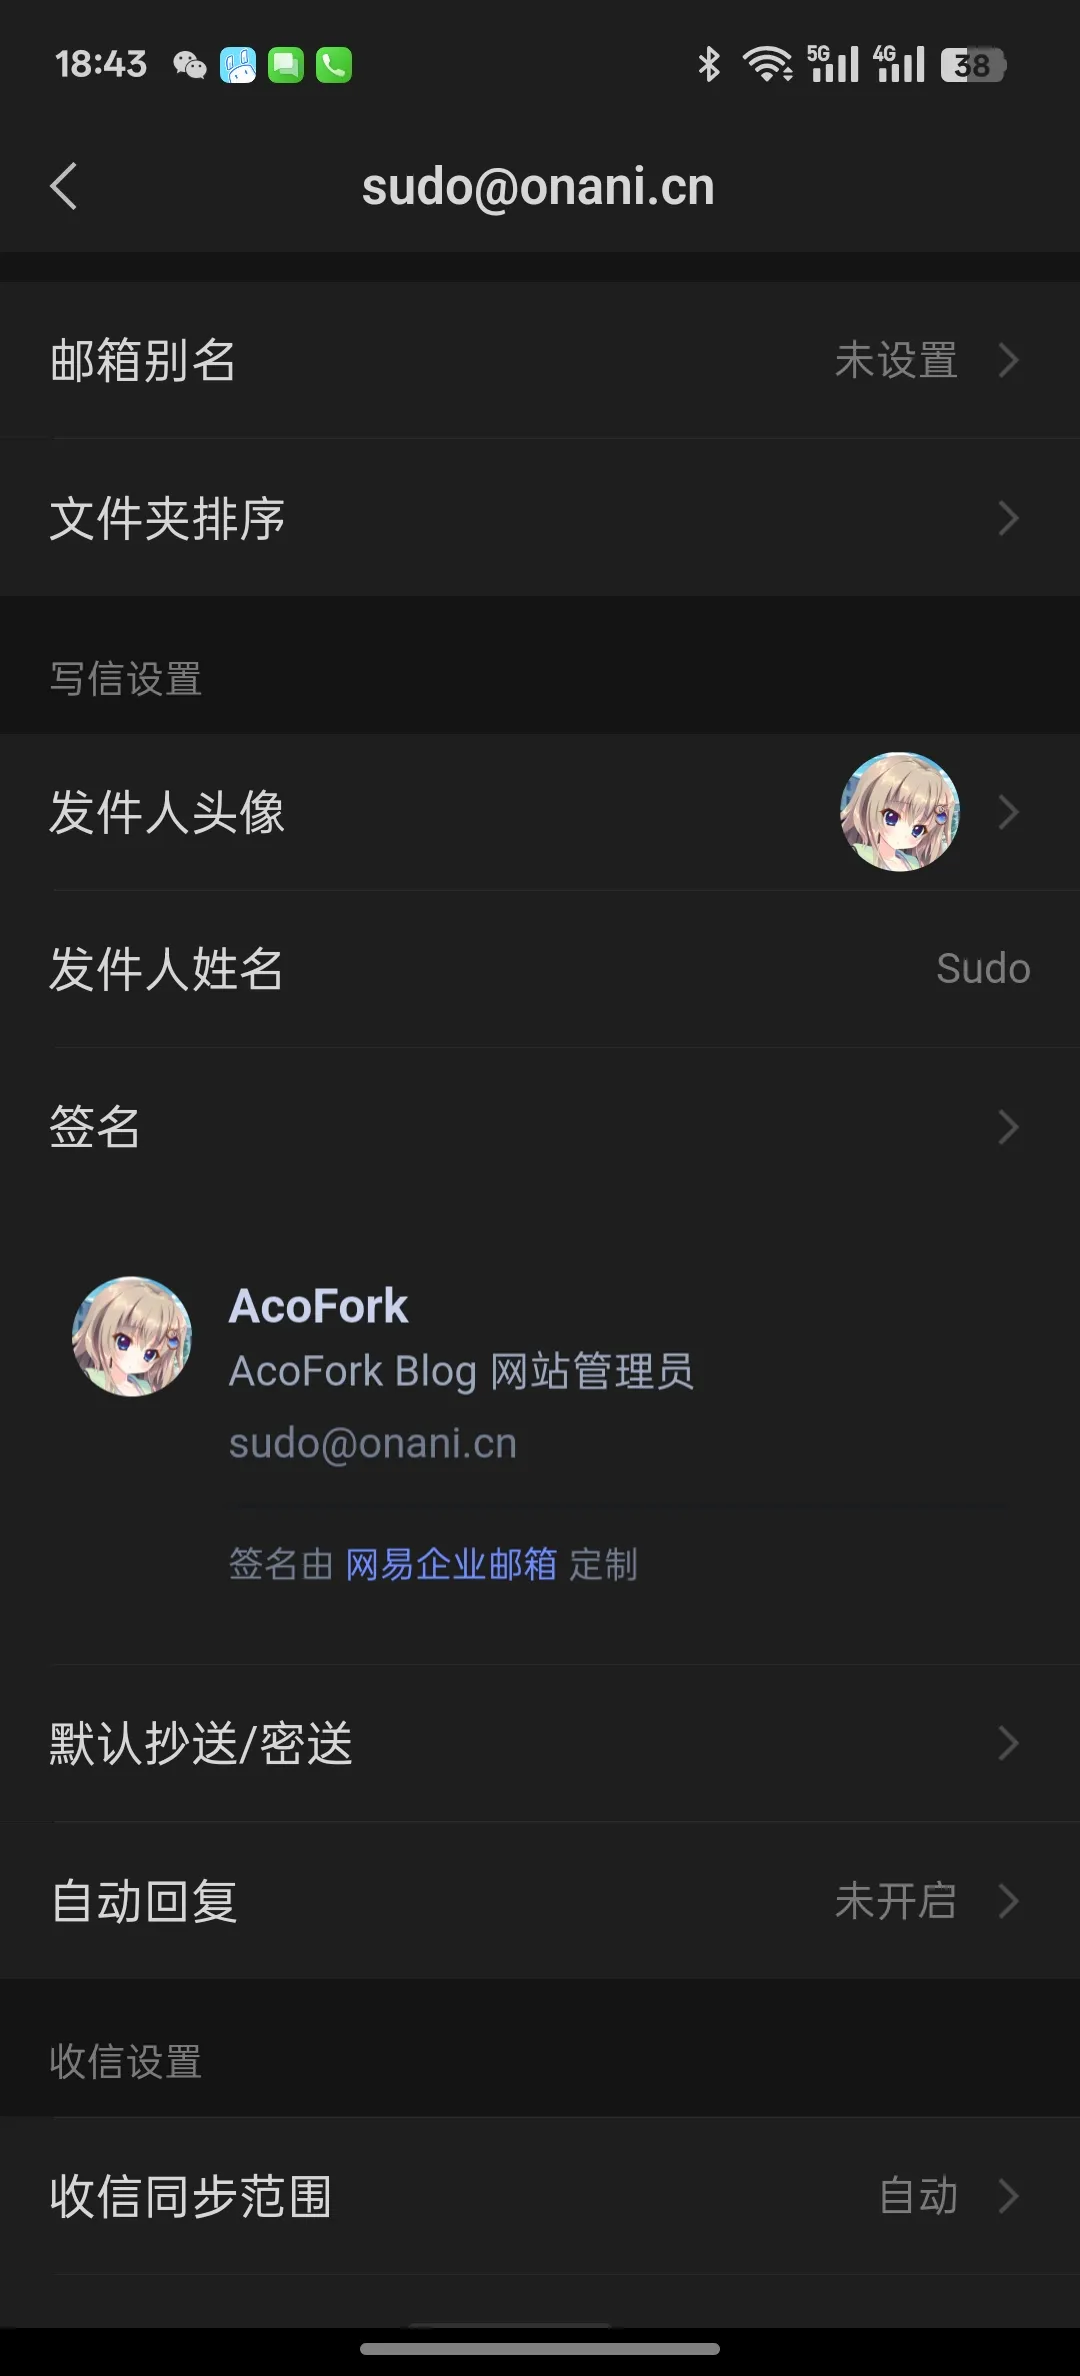 18:43
5G
4G
38
sudo@onani.cn
邮箱别名
未设置
文件夹排序
写信设置
发件人头像
发件人姓名
Sudo
签名
AcoFork
AcoFork Blog 网站管理员
sudo@onani.cn
签名由 网易企业邮箱 定制
默认抄送/密送
自动回复
未开启
收信设置
收信同步范围
自动